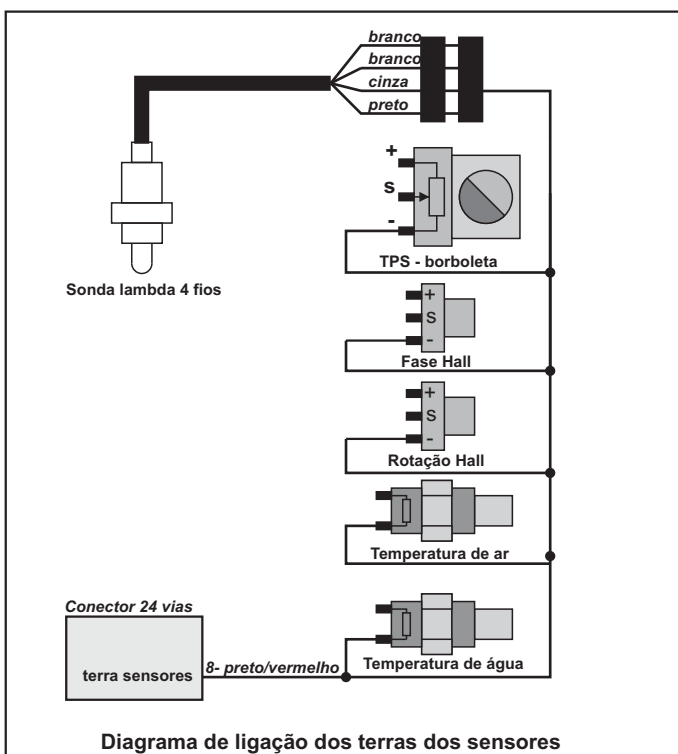 branco
branco
cinza
preto
Sonda lambda 4 fios
+
s
-
TPS - borboleta
+
S
-
Fase Hall
+
S
-
Rotação Hall
Temperatura de ar
Conector 24 vias
terra sensores
8- preto/vermelho
Temperatura de água
Diagrama de ligação dos terras dos sensores